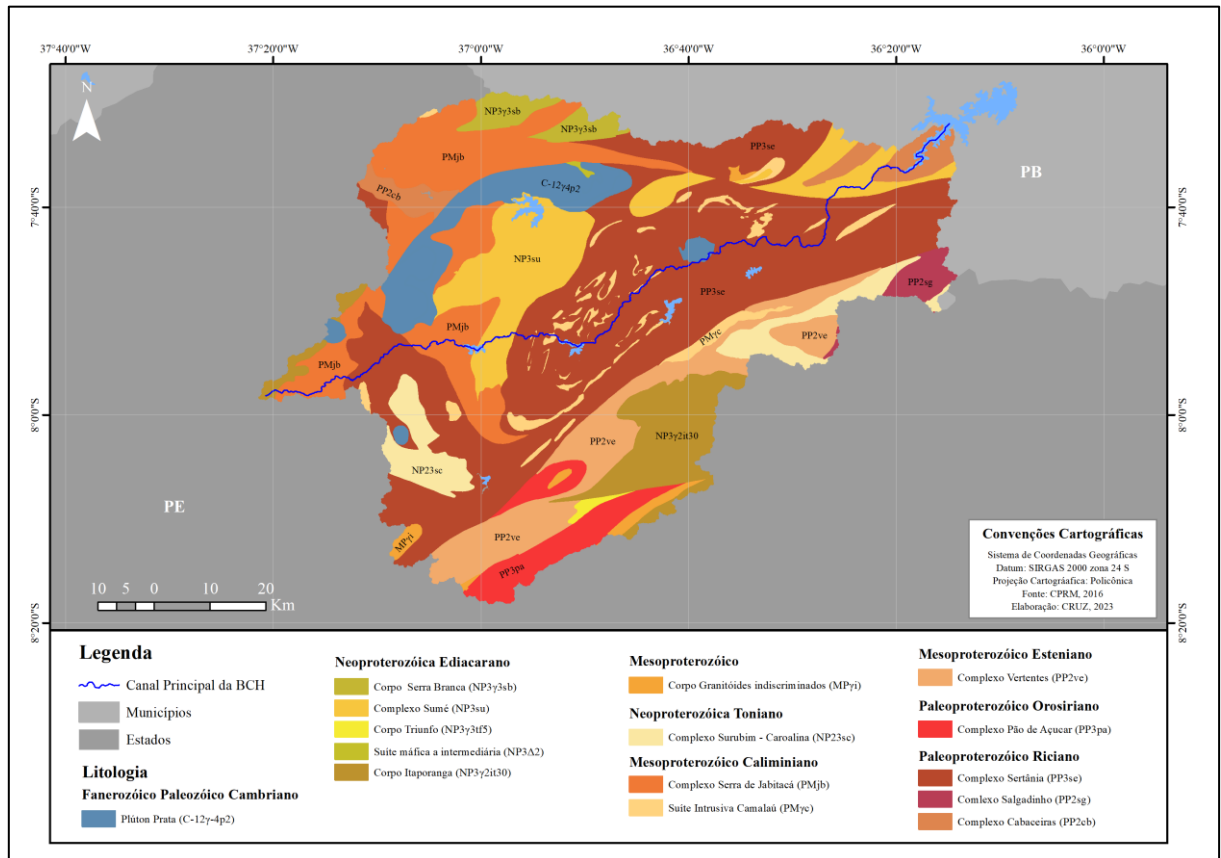 37°40'0"W 37°20'0"W 37°0'0"W 36°40'0"W 36°20'0"W 36°0'0"W
N
NP3γ3sb
NP3γ3sb
PP3se
PMjb
PB
C-12γ4p2
PP2cb
7°40'0"S 7°40'0"S
NP3su
PP3se
PP2sg
PMjb
PP2ve
PMγc
PMjb
8°0'0"S 8°0'0"S
NP3γ2it30
PP2ve
NP23sc
PE
MPγi
PP2ve
PP3pa
10 5 0 10 20
Km
8°20'0"S 8°20'0"S
Convenções Cartográficas
Sistema de Coordenadas Geográficas
Datum: SIRGAS 2000 zona 24 S
Projeção Cartográafica: Policônica
Fonte: CPRM, 2016
Elaboração: CRUZ, 2023
Legenda
Canal Principal da BCH
Municípios
Estados
Litologia
Fanerozóico Paleozóico Cambriano
Plúton Prata (C-12γ-4p2)
Neoproterozóica Ediacarano
Corpo Serra Branca (NP3γ3sb)
Complexo Sumé (NP3su)
Corpo Triunfo (NP3γ3tf5)
Suíte máfica a intermediária (NP3Δ2)
Corpo Itaporanga (NP3γ2it30)
Mesoproterozóico
Corpo Granitóides indiscriminados (MPγi)
Neoproterozóica Toniano
Complexo Surubim - Caroalina (NP23sc)
Mesoproterozóico Caliminiano
Complexo Serra de Jabitacá (PMjb)
Suíte Intrusiva Camalaú (PMγc)
Mesoproterozóico Esteniano
Complexo Vertentes (PP2ve)
Paleoproterozóico Orosiriano
Complexo Pão de Açucar (PP3pa)
Paleoproterozóico Riciano
Complexo Sertânia (PP3se)
Comlexo Salgadinho (PP2sg)
Complexo Cabaceiras (PP2cb)